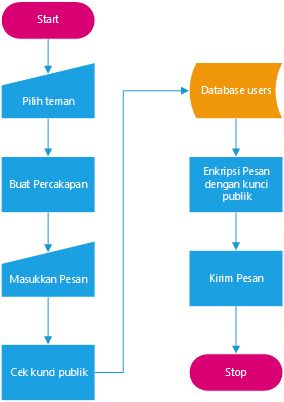 Start
Pilih teman
Buat Percakapan
Masukkan Pesan
Cek kunci publik
Database users
Enkripsi Pesan
dengan kunci
publik
Kirim Pesan
Stop